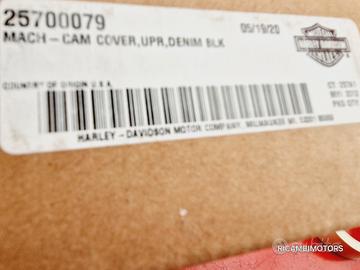 25700079
05/19/20
MACH-CAM COVER,UPR,DENIM BLK
COUNTRY OF ORIGIN U.S.A.
HARLEY-DAVIDSON MOTOR COMPANY, MILWAUKEE WI
RICAMBIMOTORS